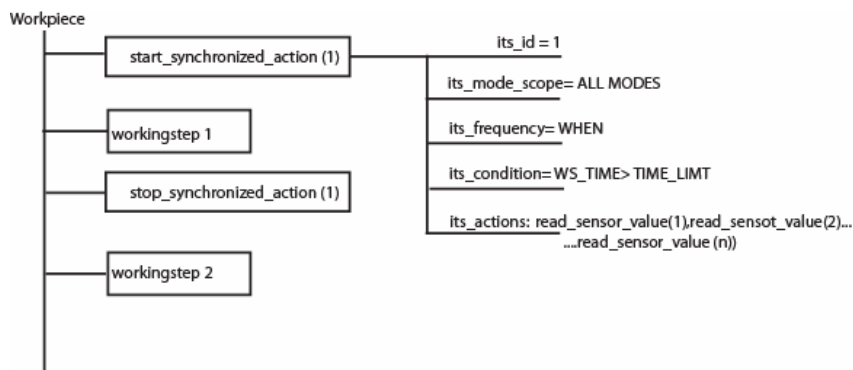 Workpiece
start_synchronized_action (1)
its_id = 1
its_mode_scope= ALL MODES
workingstep 1
its_frequency= WHEN
its_condition= WS_TIME> TIME_LIMT
stop_synchronized_action (1)
its_actions: read_sensor_value(1),read_sensot_value(2)...
....read_sensor_value (n))
workingstep 2